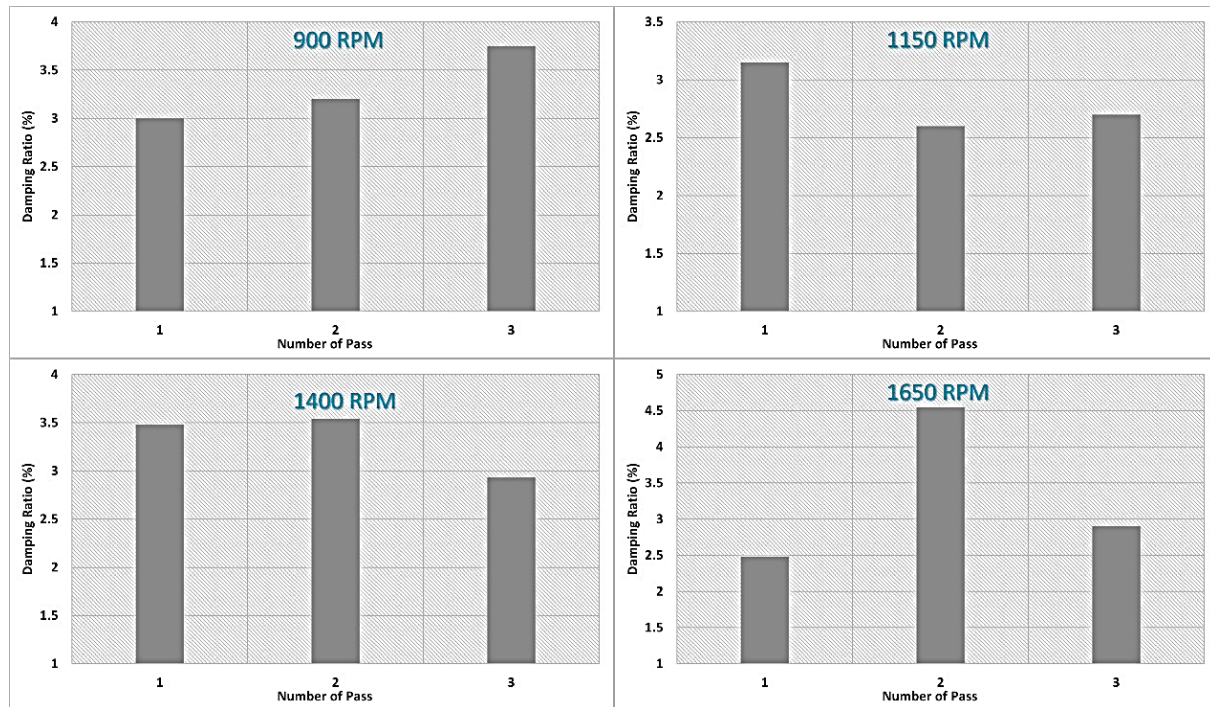 900 RPM
Damping Ratio (%)
4
3.5
3
2.5
2
1.5
1
1 2 3
Number of Pass
1150 RPM
Damping Ratio (%)
3.5
3
2.5
2
1.5
1
1 2 3
Number of Pass
1400 RPM
Damping Ratio (%)
4
3.5
3
2.5
2
1.5
1
1 2 3
Number of Pass
1650 RPM
Damping Ratio (%)
5
4.5
4
3.5
3
2.5
2
1.5
1
1 2 3
Number of Pass